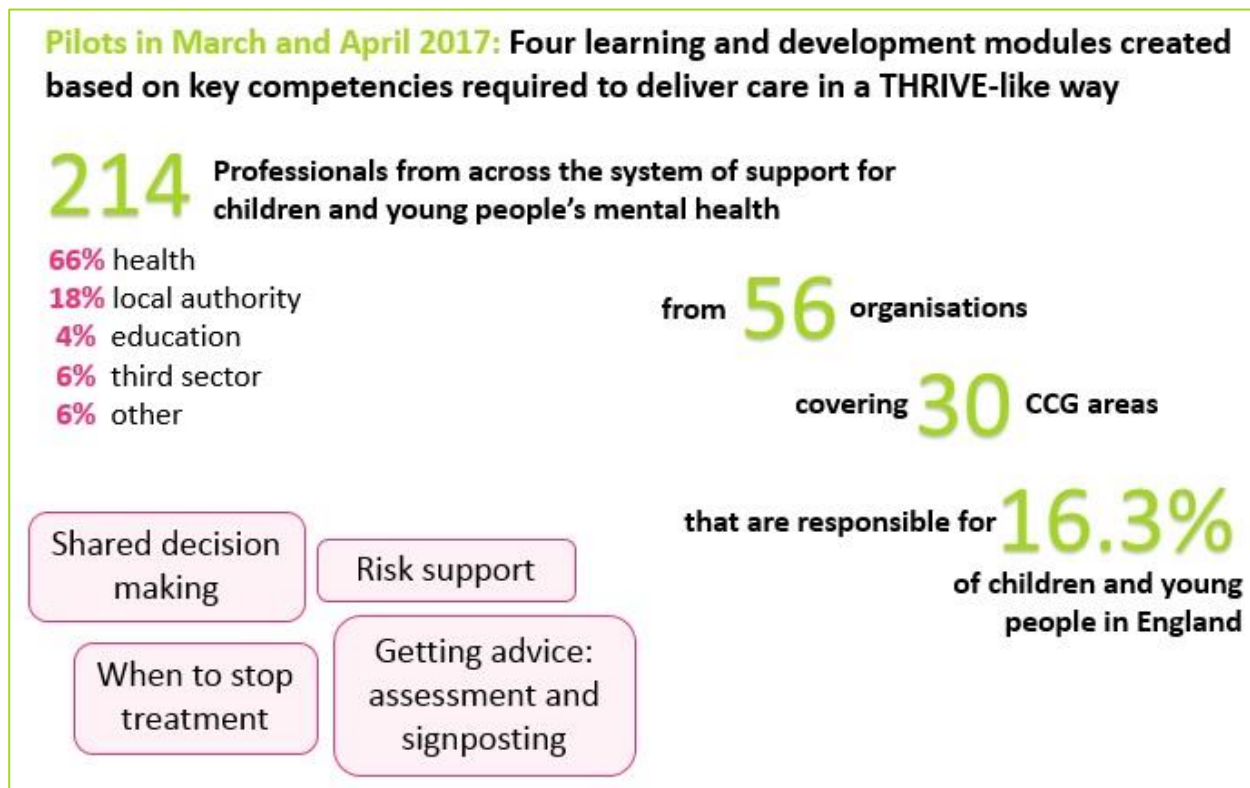 Pilots in March and April 2017: Four learning and development modules created
based on key competencies required to deliver care in a THRIVE-like way
214 Professionals from across the system of support for
children and young people's mental health
66% health
18% local authority
4% education
6% third sector
6% other
from 56 organisations
covering 30 CCG areas
that are responsible for 16.3%
of children and young
people in England
Shared decision
making
Risk support
When to stop
treatment
Getting advice:
assessment and
signposting